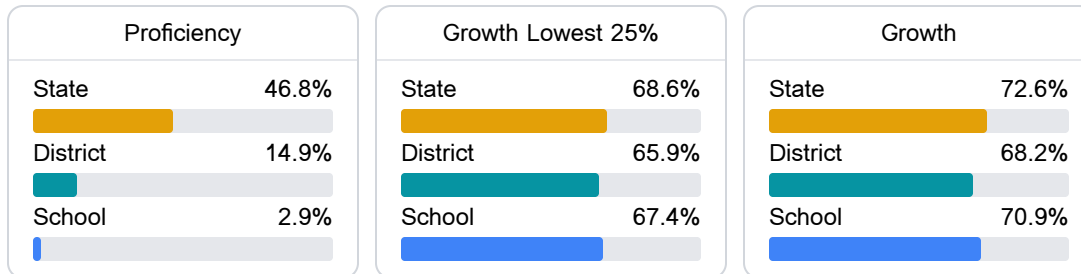 Proficiency
State 46.8%
District 14.9%
School 2.9%
Growth Lowest 25%
State 68.6%
District 65.9%
School 67.4%
Growth
State 72.6%
District 68.2%
School 70.9%